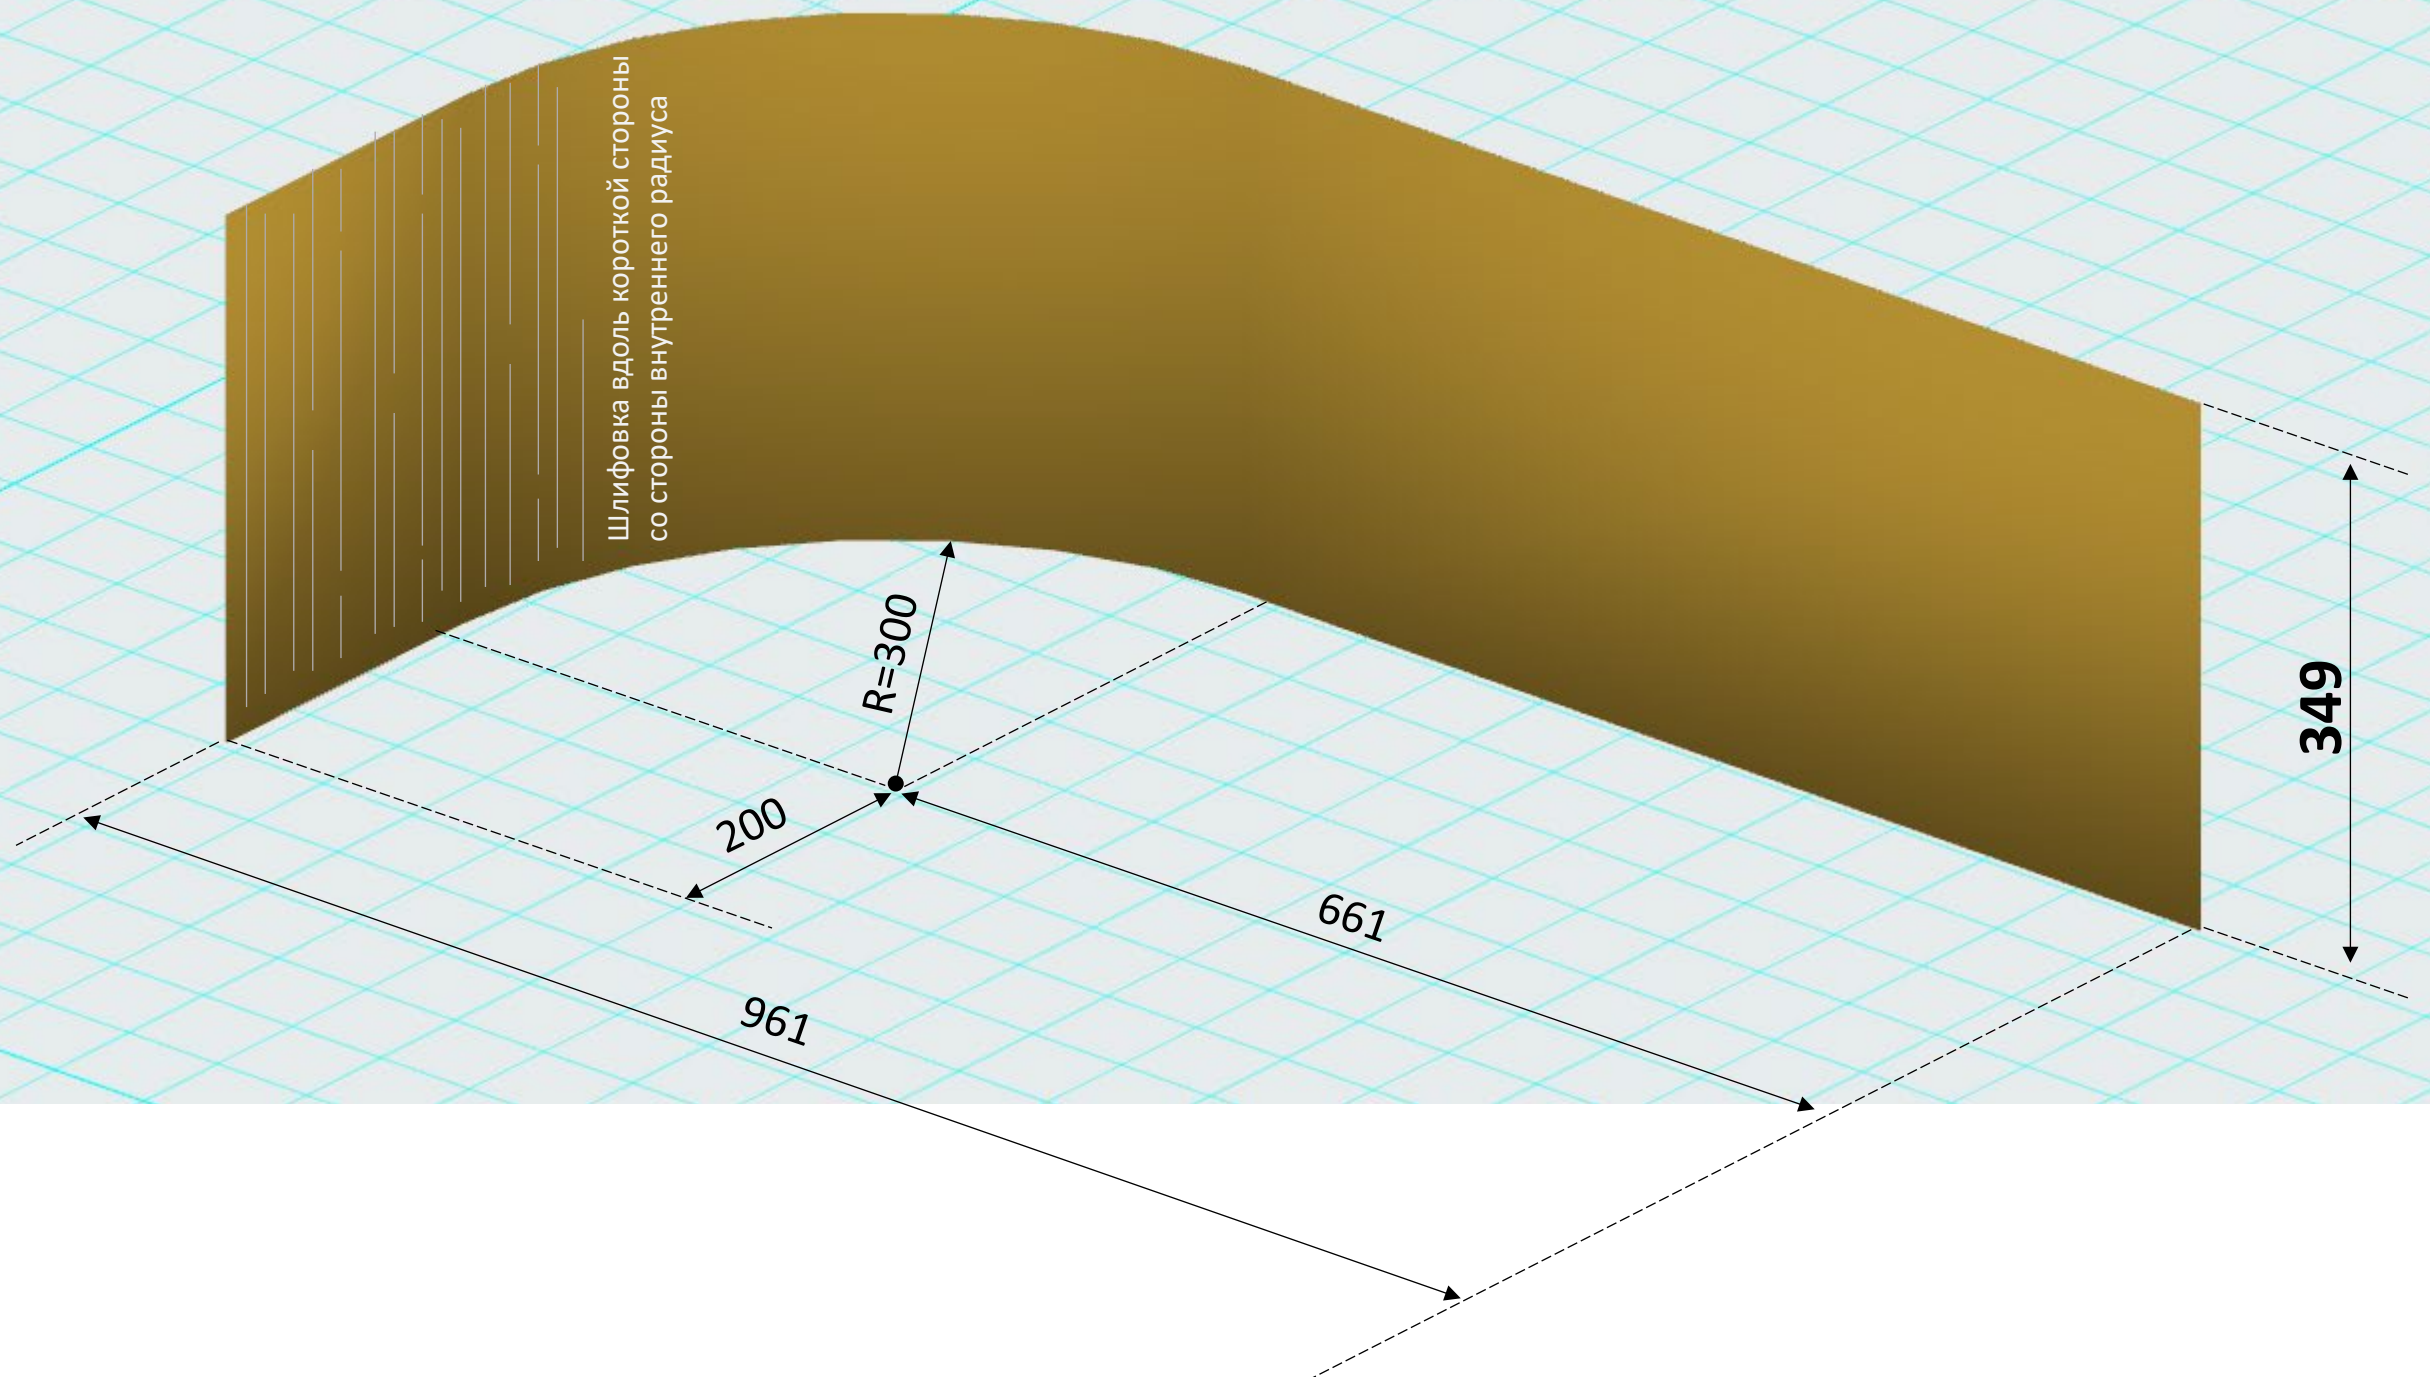 Шлифовка вдоль короткой стороны
со стороны внутреннего радиуса
R=300
200
661
961
349